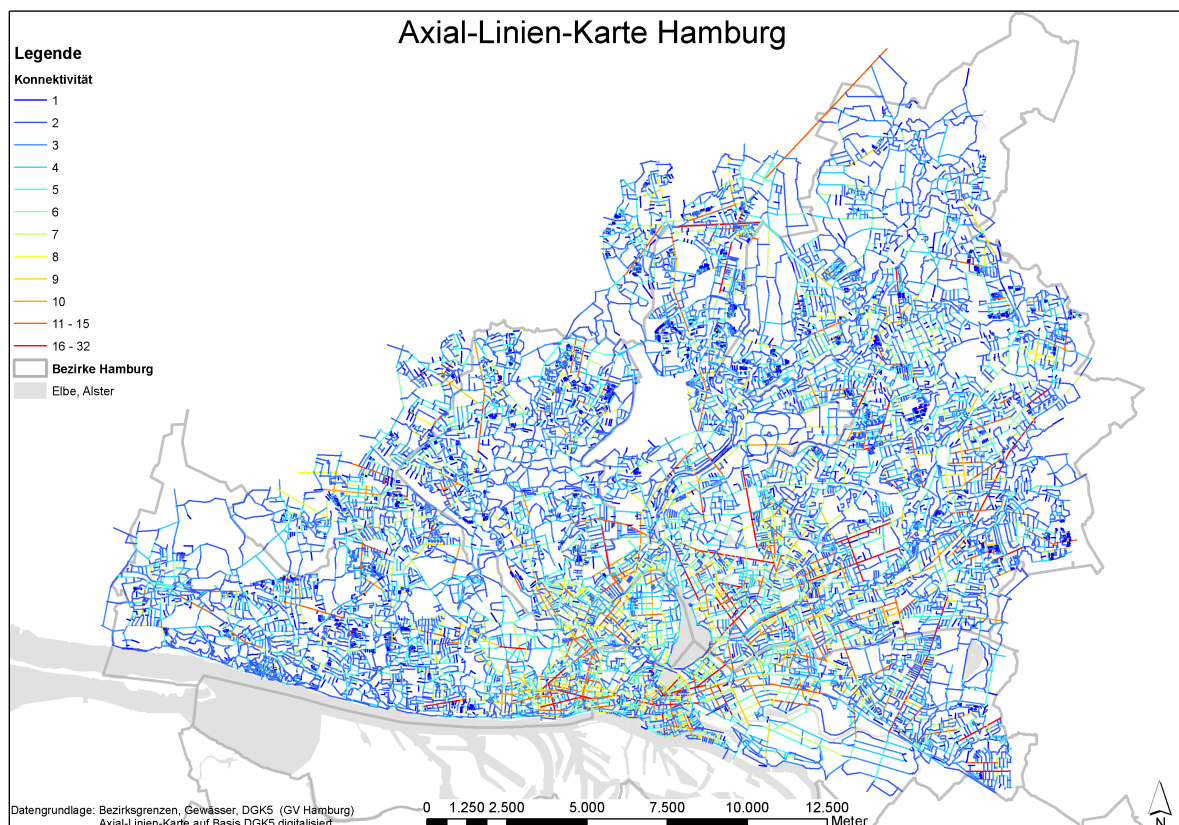 Axial-Linien-Karte Hamburg
Legende
Konnektivität
1
2
3
4
5
6
7
8
9
10
11 - 15
16 - 32
Bezirke Hamburg
Elbe, Alster
Datengrundlage: Bezirksgrenzen, Gewässer, DGK5 (GV Hamburg)
Axial-Linien-Karte auf Basis DGK5 digitalisiert
0 1.250 2.500 5.000 7.500 10.000 12.500
Meter
N